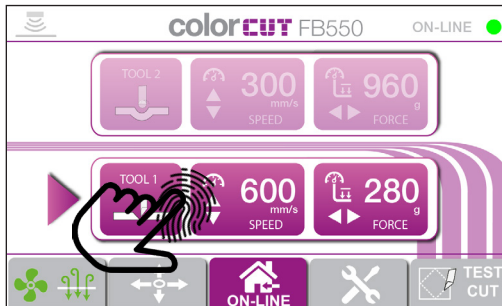 colorcut FB550 ON-LINE
TOOL 2
300
mm/s
SPEED
960
g
FORCE
TOOL 1
600
mm/s
SPEED
280
g
FORCE
ON-LINE
TEST
CUT